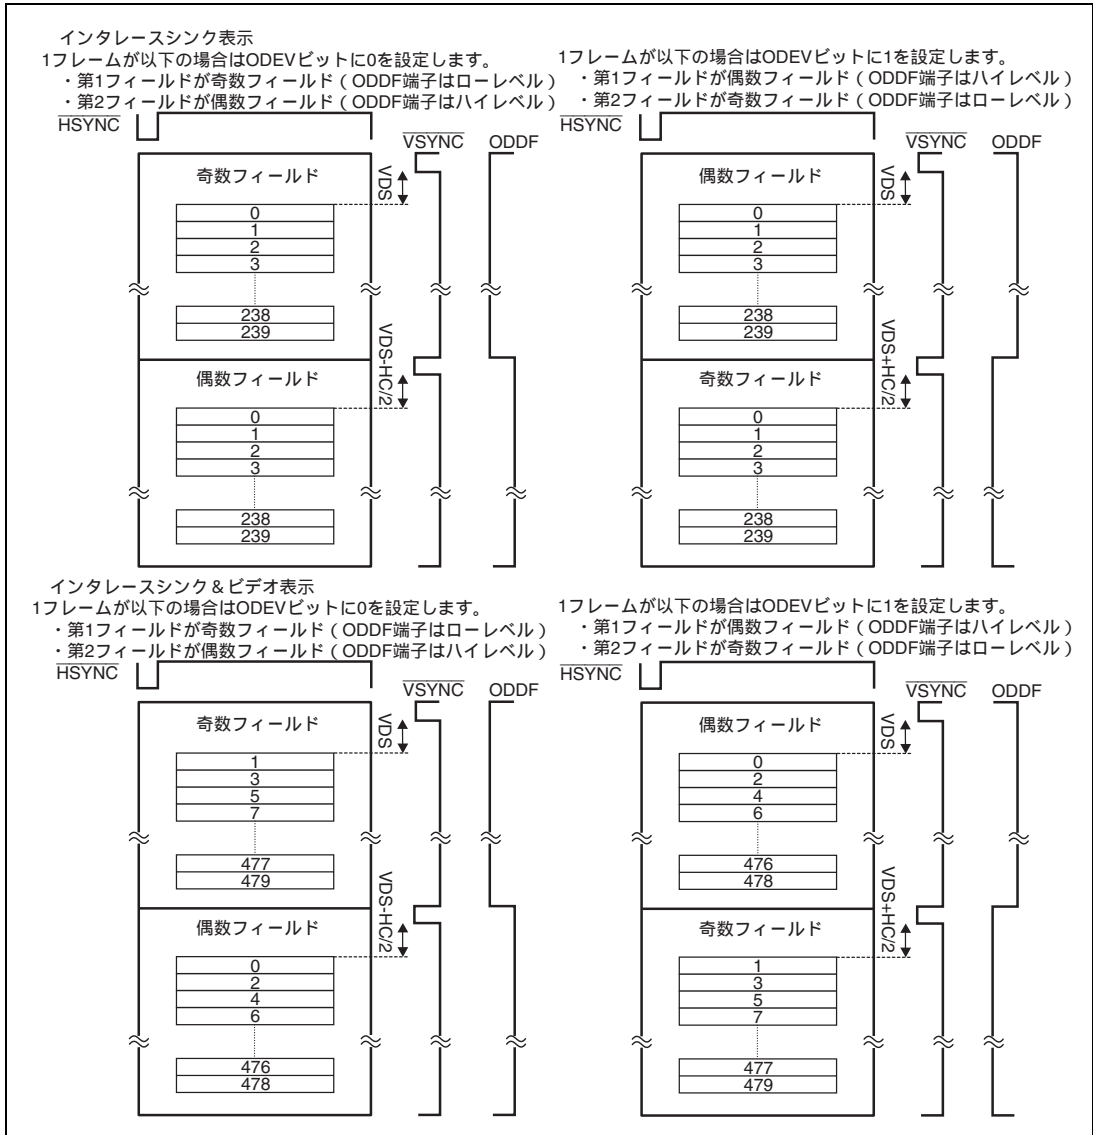 インタレースシンク表示
1フレームが以下の場合はODEVビットに0を設定します。
・第1フィールドが奇数フィールド（ODDF端子はローレベル）
・第2フィールドが偶数フィールド（ODDF端子はハイレベル）
HSYNC
VSYNC
ODDF
奇数フィールド
VDS
0
1
2
3
238
239
VDS-HC/2
偶数フィールド
0
1
2
3
238
239
1フレームが以下の場合はODEVビットに1を設定します。
・第1フィールドが偶数フィールド（ODDF端子はハイレベル）
・第2フィールドが奇数フィールド（ODDF端子はローレベル）
HSYNC
VSYNC
ODDF
偶数フィールド
VDS
0
1
2
3
238
239
VDS+HC/2
奇数フィールド
0
1
2
3
238
239
インタレースシンク＆ビデオ表示
1フレームが以下の場合はODEVビットに0を設定します。
・第1フィールドが奇数フィールド（ODDF端子はローレベル）
・第2フィールドが偶数フィールド（ODDF端子はハイレベル）
HSYNC
VSYNC
ODDF
奇数フィールド
VDS
1
3
5
7
477
479
VDS-HC/2
偶数フィールド
0
2
4
6
476
478
1フレームが以下の場合はODEVビットに1を設定します。
・第1フィールドが偶数フィールド（ODDF端子はハイレベル）
・第2フィールドが奇数フィールド（ODDF端子はローレベル）
HSYNC
VSYNC
ODDF
偶数フィールド
VDS
0
2
4
6
476
478
VDS+HC/2
奇数フィールド
1
3
5
7
477
479